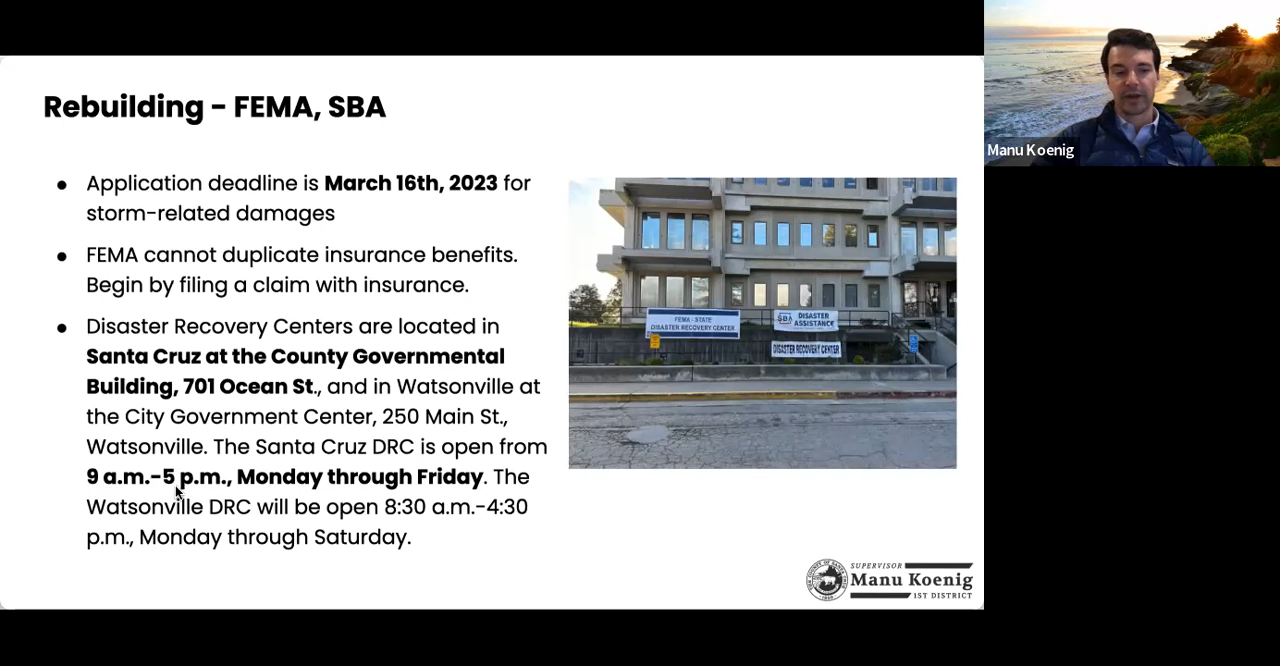 Rebuilding - FEMA, SBA
● Application deadline is March 16th, 2023 for
storm-related damages
● FEMA cannot duplicate insurance benefits.
Begin by filing a claim with insurance.
● Disaster Recovery Centers are located in
Santa Cruz at the County Governmental
Building, 701 Ocean St., and in Watsonville at
the City Government Center, 250 Main St.,
Watsonville. The Santa Cruz DRC is open from
9 a.m.-5 p.m., Monday through Friday. The
Watsonville DRC will be open 8:30 a.m.-4:30
p.m., Monday through Saturday.
FEMA - STATE
DISASTER RECOVERY CENTER
SBA DISASTER
ASSISTANCE
DISASTER RECOVERY CENTER
SUPERVISOR
Manu Koenig
1ST DISTRICT
Manu Koenig